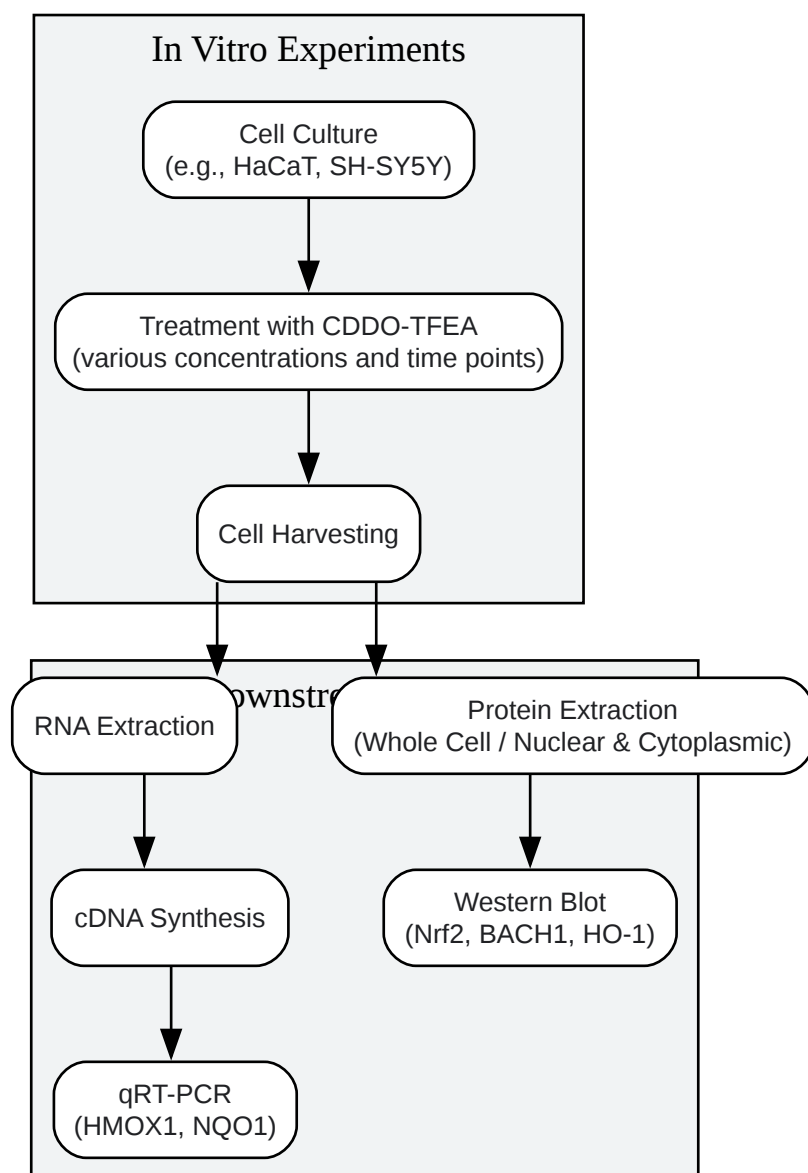 In Vitro Experiments
Cell Culture
(e.g., HaCaT, SH-SY5Y)
Treatment with CDDO-TFEA
(various concentrations and time points)
Cell Harvesting
RNA Extraction
Protein Extraction
(Whole Cell / Nuclear & Cytoplasmic)
cDNA Synthesis
Western Blot
(Nrf2, BACH1, HO-1)
qRT-PCR
(HMOX1, NQO1)